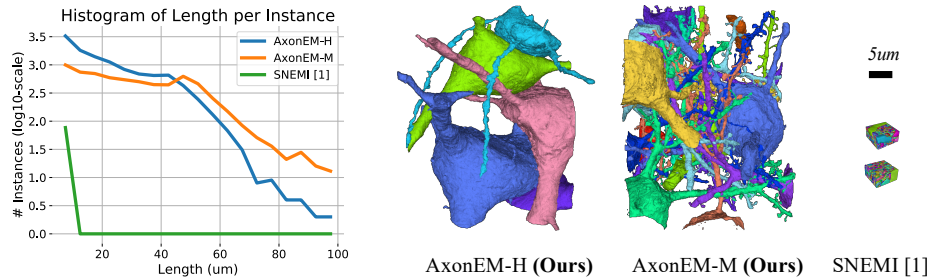 Histogram of Length per Instance
# Instances (log10-scale)
3.5
3.0
2.5
2.0
1.5
1.0
0.5
0.0
AxonEM-H
AxonEM-M
SNEMI [1]
0 20 40 60 80 100
Length (um)
5um
AxonEM-H (Ours) AxonEM-M (Ours) SNEMI [1]